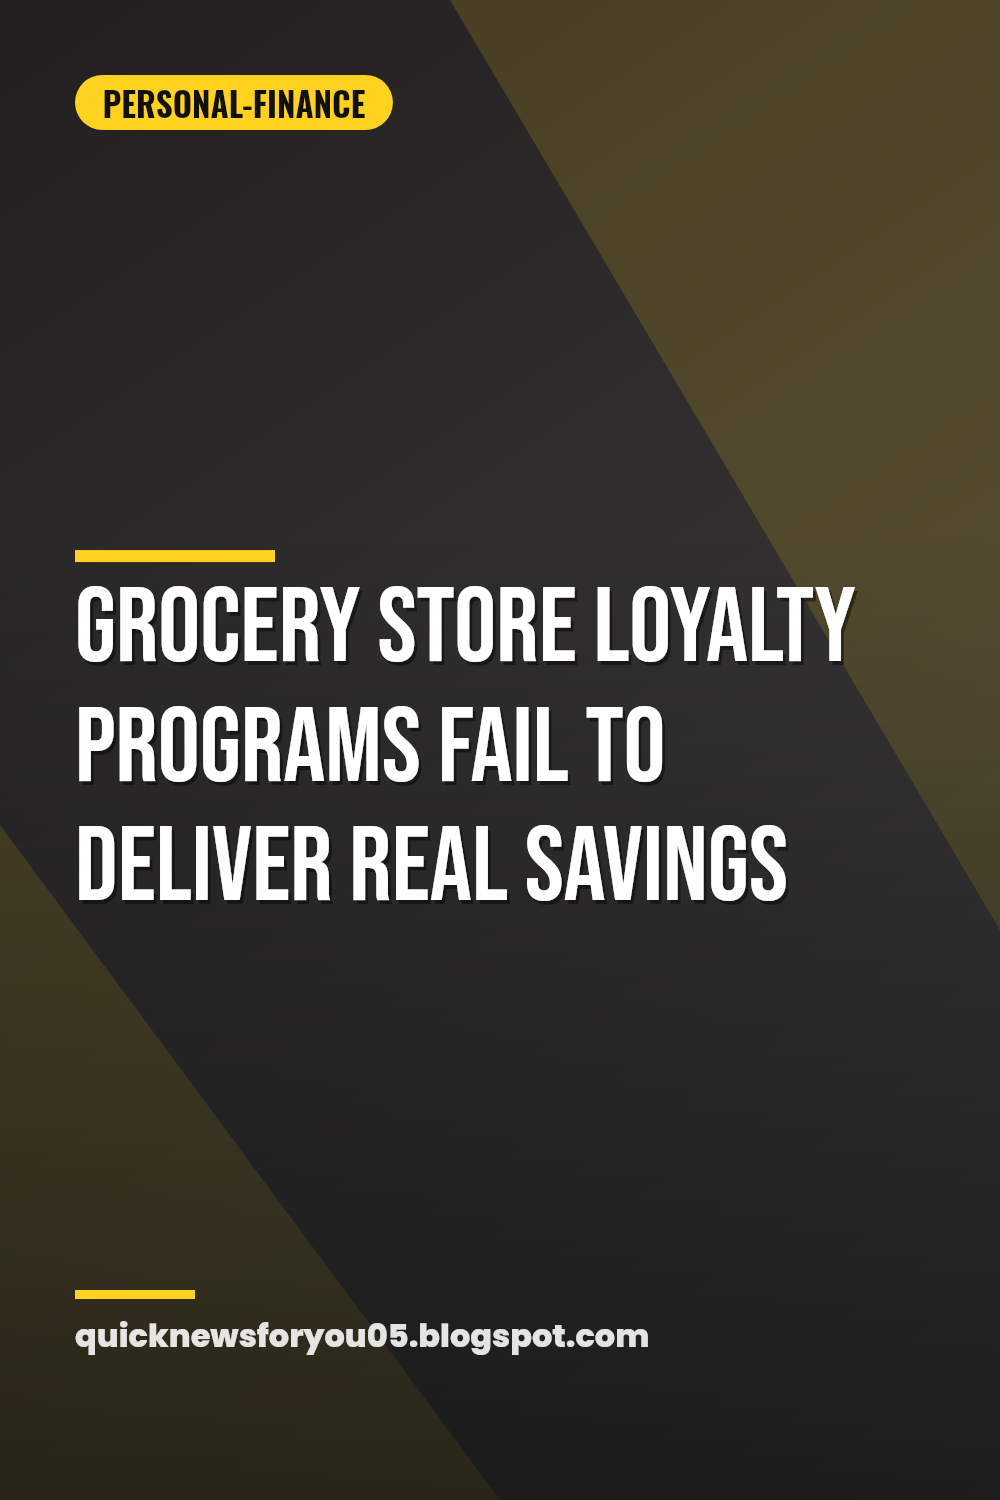 PERSONAL-FINANCE
GROCERY STORE LOYALTY
PROGRAMS FAIL TO
DELIVER REAL SAVINGS
quicknewsforyou05.blogspot.com